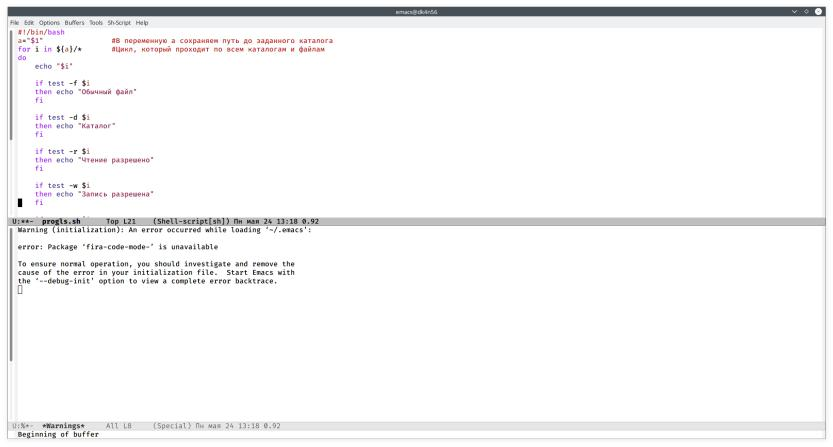 emacs@dk4n56
File Edit Options Buffers Tools Sh-Script Help
#!/bin/bash
a="$1" #В переменную а сохраняем путь до заданного каталога
for i in ${a}/* #Цикл, который проходит по всем каталогам и файлам
do
echo "$i"
if test -f $i
then echo "Обычный файл"
fi
if test -d $i
then echo "Каталог"
fi
if test -r $i
then echo "Чтение разрешено"
fi
if test -w $i
then echo "Запись разрешена"
fi
U:**- progls.sh Top L21 (Shell-script[sh]) Пн мая 24 13:18 0.92
Warning (initialization): An error occurred while loading ‘~/.emacs’:
error: Package ‘fira-code-mode-’ is unavailable
To ensure normal operation, you should investigate and remove the
cause of the error in your initialization file. Start Emacs with
the ‘--debug-init’ option to view a complete error backtrace.
U:%*- *Warnings* All L8 (Special) Пн мая 24 13:18 0.92
Beginning of buffer